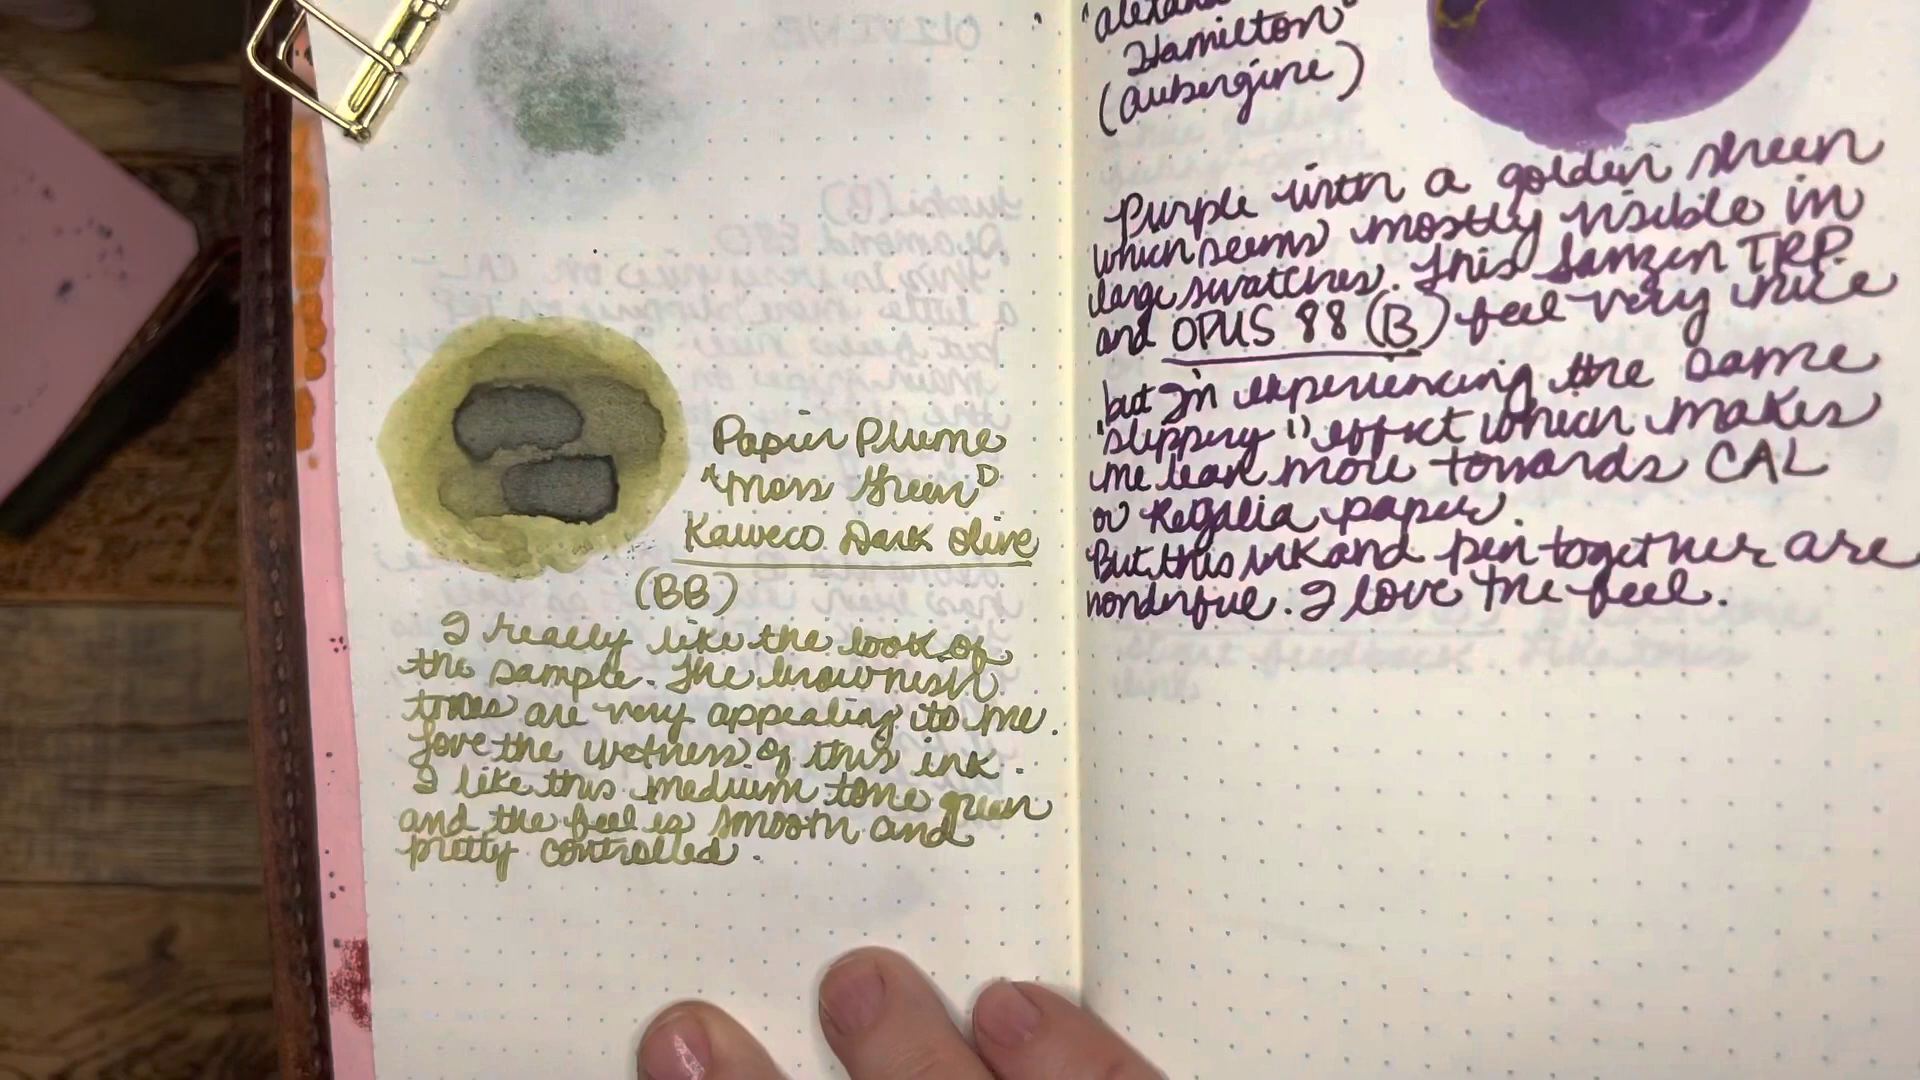 Papier Plume
"Moss Green"
Kaweco Dark Olive
(BB)
I really like the look of
the sample. The brownish
tones are very appealing to me.
Love the wetness of this ink.
I like this medium tone green
and the feel is smooth and
pretty controlled.
Hamilton"
(aubergine)
Purple with a golden sheen
which seems mostly visible in
large swatches. This Sanzen TRP
and OPUS 88 (B) feel very nice
but I'm experiencing the same
"slippery" effect which makes
me lean more towards CAL
or Regalia paper.
But this ink and pen together are
wonderful. I love the feel.